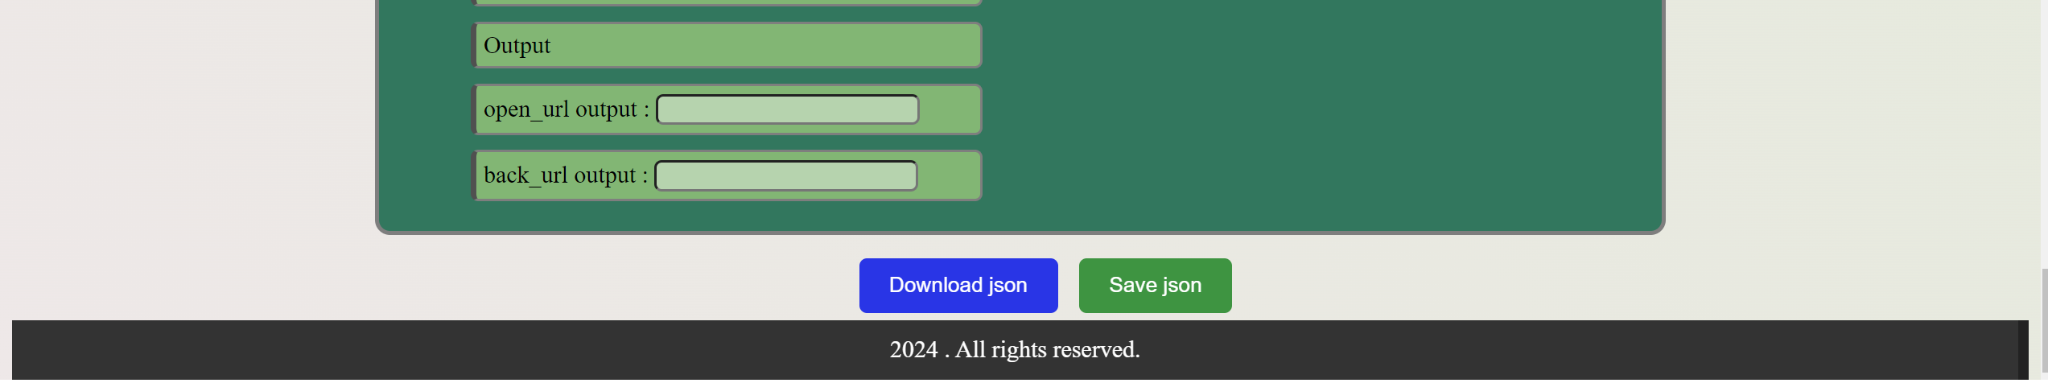 Output
open_url output :
back_url output :
Download json
Save json
2024 . All rights reserved.